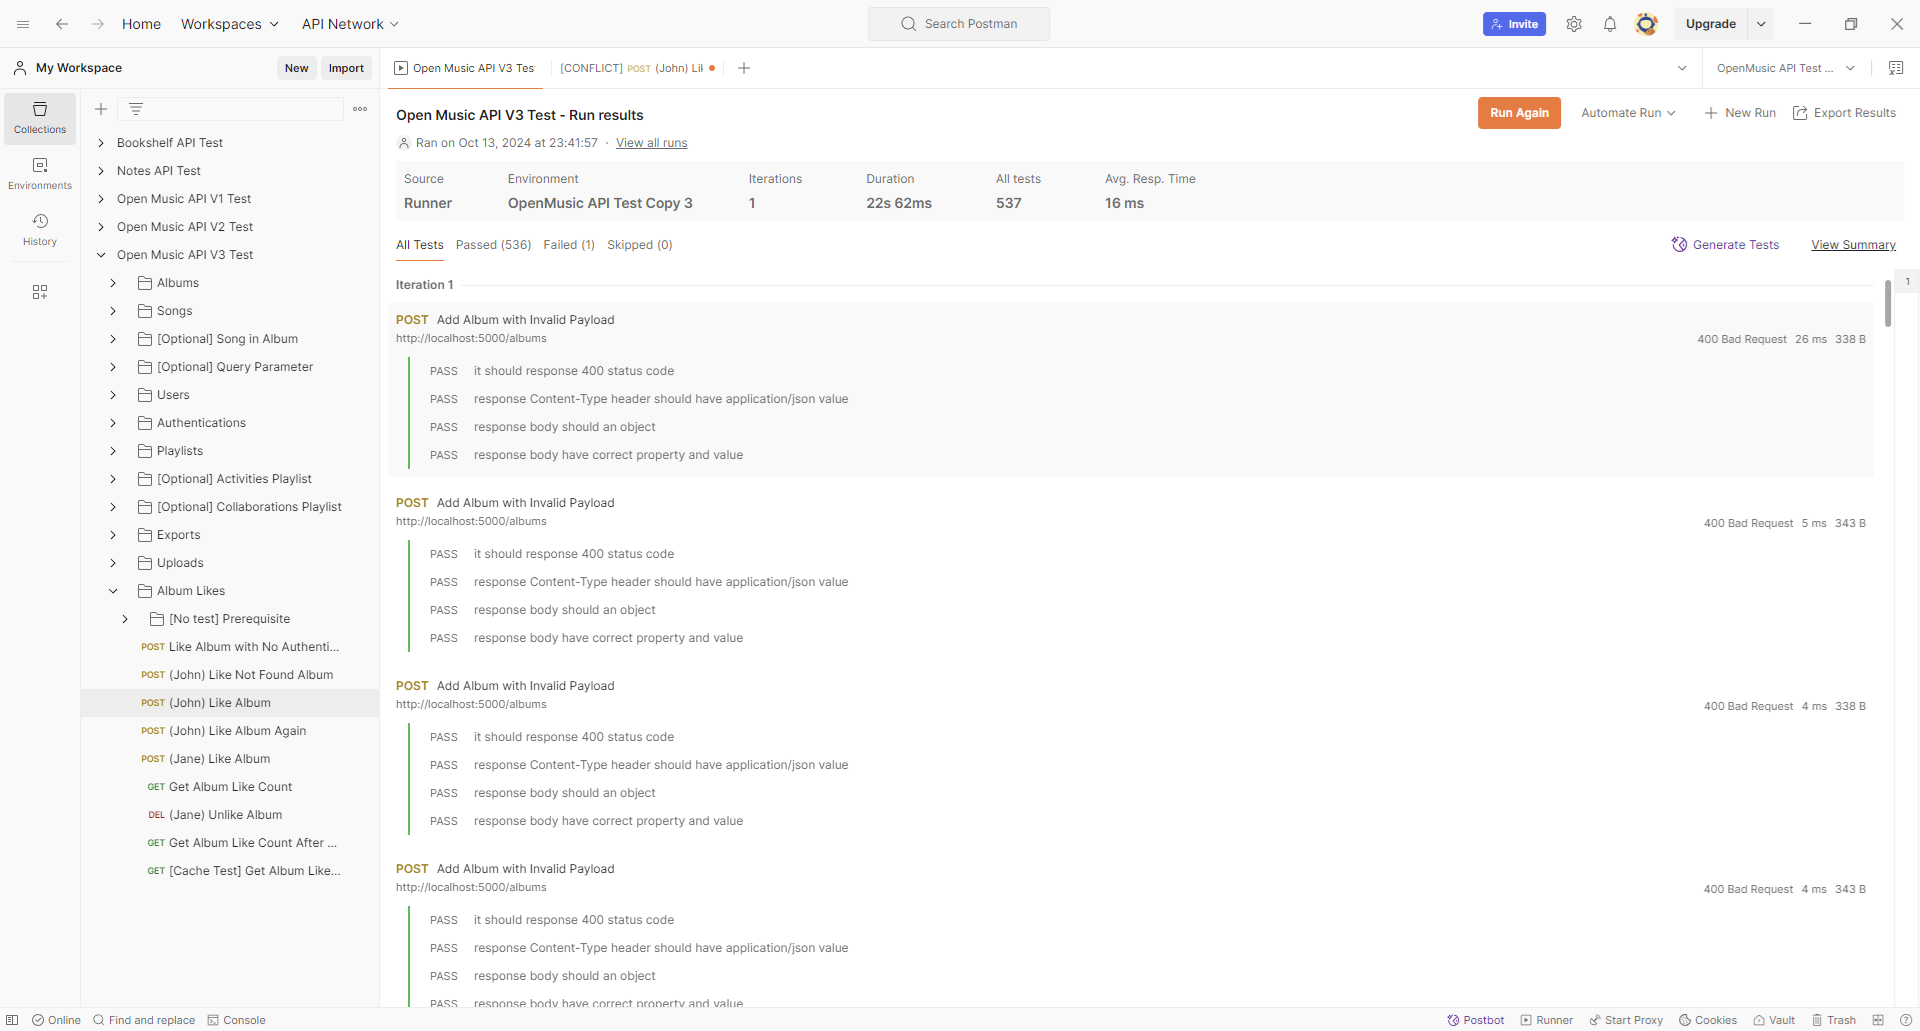 Home Workspaces API Network Search Postman Invite Upgrade
My Workspace New Import
Open Music API V3 Tes [CONFLICT] POST (John) Lik OpenMusic API Test ...
Collections
Environments
History
Bookshelf API Test
Notes API Test
Open Music API V1 Test
Open Music API V2 Test
Open Music API V3 Test
Albums
Songs
[Optional] Song in Album
[Optional] Query Parameter
Users
Authentications
Playlists
[Optional] Activities Playlist
[Optional] Collaborations Playlist
Exports
Uploads
Album Likes
[No test] Prerequisite
POST Like Album with No Authenti...
POST (John) Like Not Found Album
POST (John) Like Album
POST (John) Like Album Again
POST (Jane) Like Album
GET Get Album Like Count
DEL (Jane) Unlike Album
GET Get Album Like Count After ...
GET [Cache Test] Get Album Like...
Open Music API V3 Test - Run results
Run Again Automate Run New Run Export Results
Ran on Oct 13, 2024 at 23:41:57 · View all runs
Source Environment Iterations Duration All tests Avg. Resp. Time
Runner OpenMusic API Test Copy 3 1 22s 62ms 537 16 ms
All Tests Passed (536) Failed (1) Skipped (0) Generate Tests View Summary
Iteration 1
1
POST Add Album with Invalid Payload
http://localhost:5000/albums
400 Bad Request 26 ms 338 B
PASS it should response 400 status code
PASS response Content-Type header should have application/json value
PASS response body should an object
PASS response body have correct property and value
POST Add Album with Invalid Payload
http://localhost:5000/albums
400 Bad Request 5 ms 343 B
PASS it should response 400 status code
PASS response Content-Type header should have application/json value
PASS response body should an object
PASS response body have correct property and value
POST Add Album with Invalid Payload
http://localhost:5000/albums
400 Bad Request 4 ms 338 B
PASS it should response 400 status code
PASS response Content-Type header should have application/json value
PASS response body should an object
PASS response body have correct property and value
POST Add Album with Invalid Payload
http://localhost:5000/albums
400 Bad Request 4 ms 343 B
PASS it should response 400 status code
PASS response Content-Type header should have application/json value
PASS response body should an object
PASS response body have correct property and value
Online Find and replace Console Postbot Runner Start Proxy Cookies Vault Trash